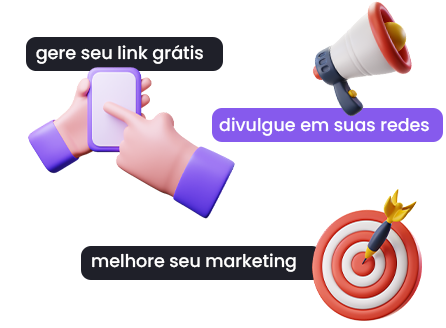 gere seu link grátis
divulgue em suas redes
melhore seu marketing